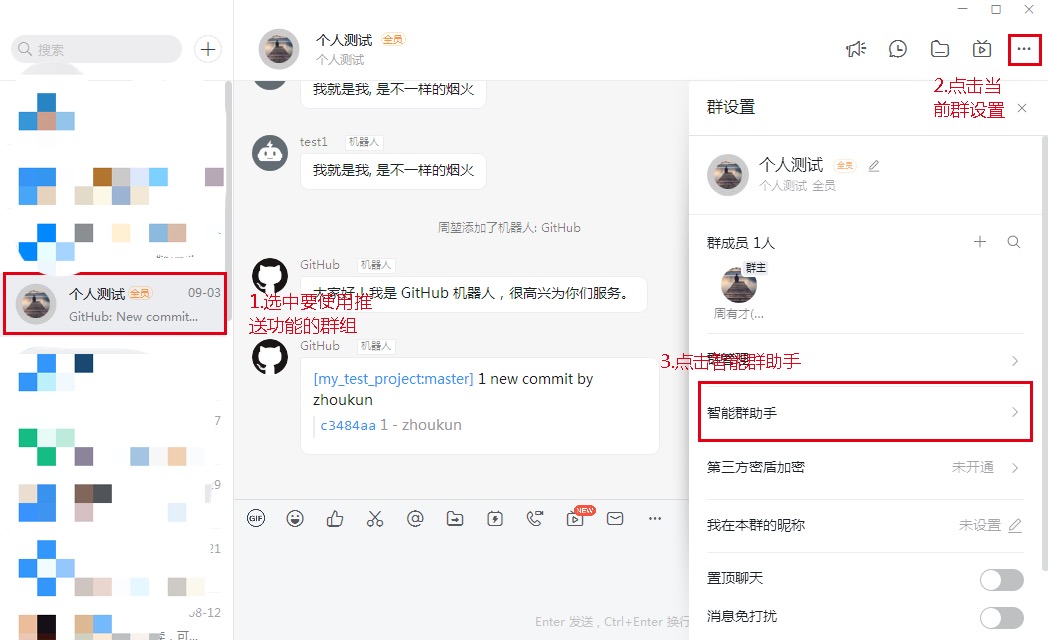 搜索
个人测试 全员
09-03
GitHub: New commit...
7
9
21
08-12
个人测试 全员
个人测试
我就是我, 是不一样的烟火
test1 机器人
我就是我, 是不一样的烟火
周堃添加了机器人: GitHub
GitHub 机器人
大家好！我是 GitHub 机器人，很高兴为你们服务。
1.选中要使用推
送功能的群组
GitHub 机器人
[my_test_project:master] 1 new commit by
zhoukun
c3484aa 1 - zhoukun
GIF
NEW
Enter 发送 , Ctrl+Enter 换行
2.点击当
前群设置
群设置
个人测试 全员
个人测试 全员
群成员 1人
群主
周有才(...
3.点击智能群助手
智能群助手
第三方密盾加密 未开通
我在本群的昵称 未设置
置顶聊天
消息免打扰